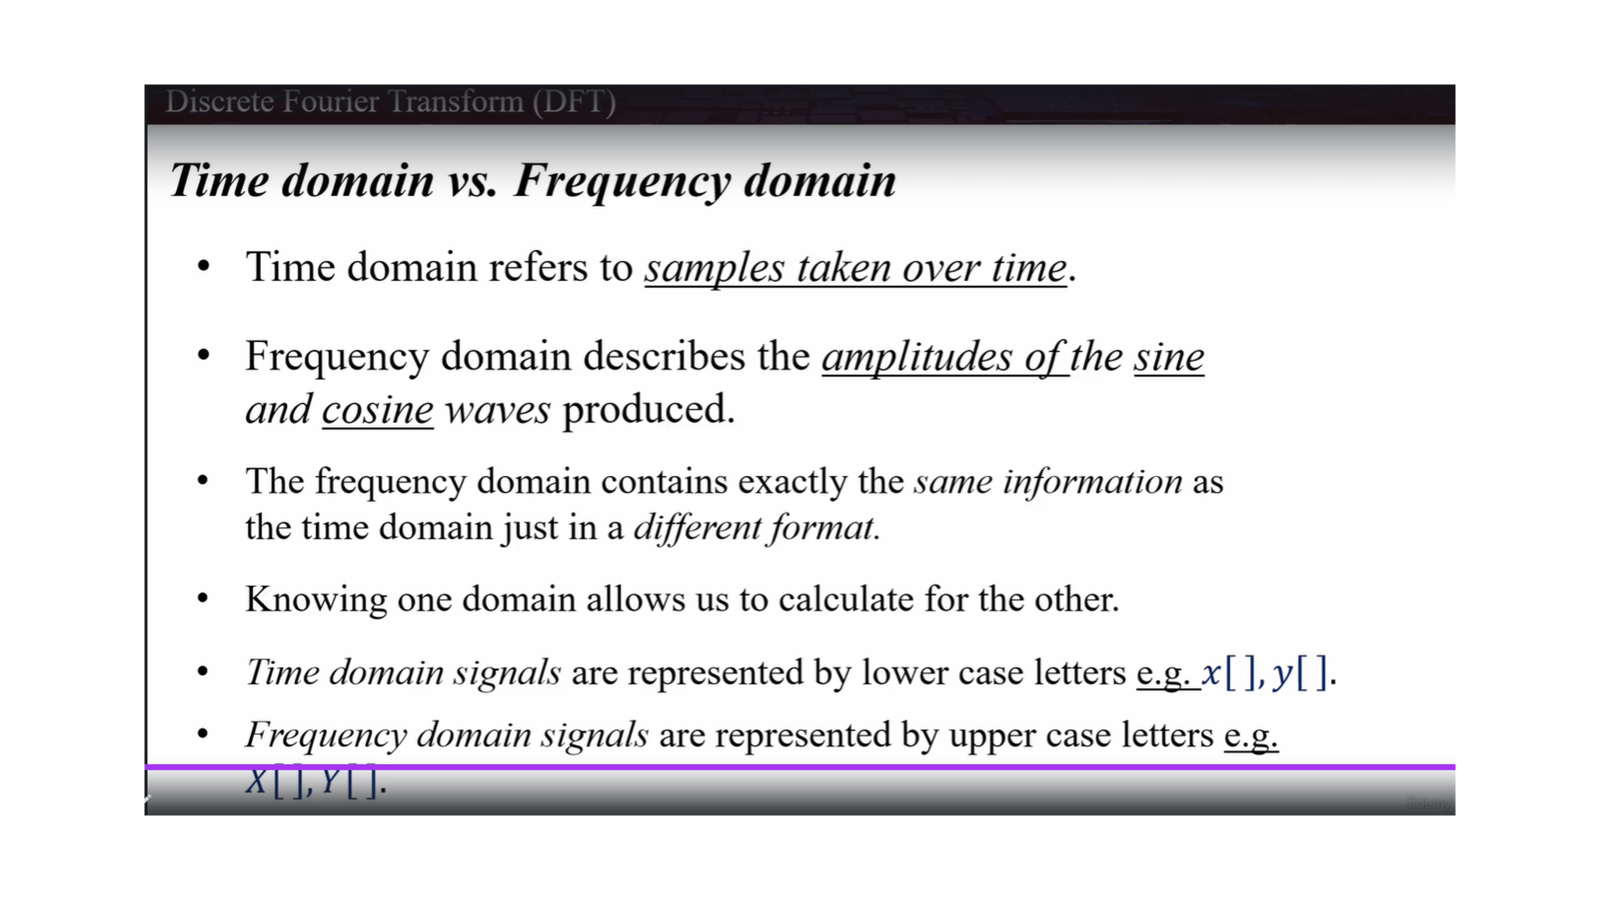 Discrete Fourier Transform (DFT)
Time domain vs. Frequency domain
• Time domain refers to samples taken over time.
• Frequency domain describes the amplitudes of the sine
and cosine waves produced.
• The frequency domain contains exactly the same information as
the time domain just in a different format.
• Knowing one domain allows us to calculate for the other.
• Time domain signals are represented by lower case letters e.g. x[ ], y[ ].
• Frequency domain signals are represented by upper case letters e.g.
X[ ], Y[ ].
Udemy